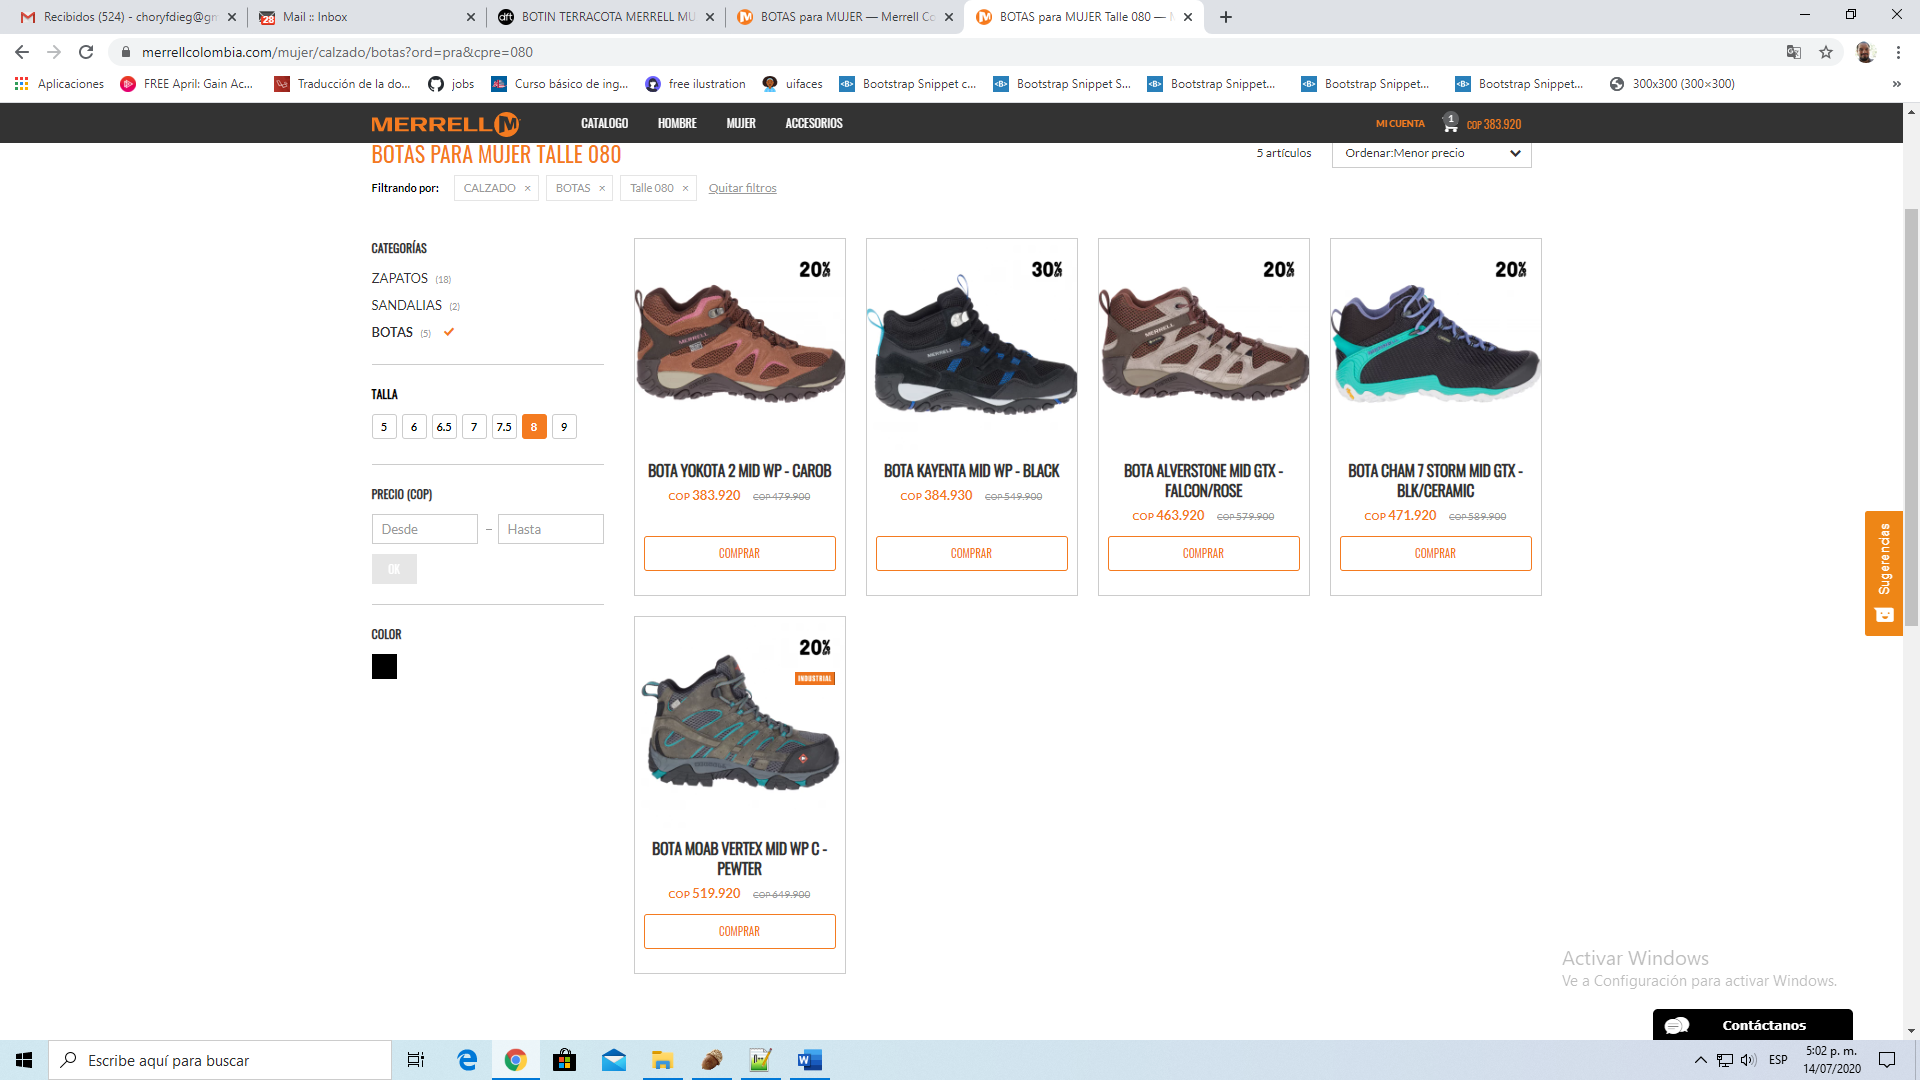 Recibidos (524) - choryfdieg@gm
Mail :: Inbox
BOTIN TERRACOTA MERRELL MU
BOTAS para MUJER — Merrell Co
BOTAS para MUJER Talle 080 —
merrellcolombia.com/mujer/calzado/botas?ord=pra&cpre=080
Aplicaciones
FREE April: Gain Ac...
Traducción de la do...
jobs
Curso básico de ing...
free ilustration
uifaces
Bootstrap Snippet c...
Bootstrap Snippet S...
Bootstrap Snippet...
Bootstrap Snippet...
Bootstrap Snippet...
300x300 (300×300)
MERRELL
CATALOGO
HOMBRE
MUJER
ACCESORIOS
MI CUENTA
1
COP 383.920
BOTAS PARA MUJER TALLE 080
5 artículos
Ordenar:Menor precio
Filtrando por:
CALZADO ×
BOTAS ×
Talle 080 ×
Quitar filtros
CATEGORÍAS
ZAPATOS (18)
SANDALIAS (2)
BOTAS (5)
TALLA
5 6 6.5 7 7.5 8 9
PRECIO (COP)
Desde – Hasta
OK
COLOR
20%
BOTA YOKOTA 2 MID WP - CAROB
COP 383.920 COP 479.900
COMPRAR
30%
BOTA KAYENTA MID WP - BLACK
COP 384.930 COP 549.900
COMPRAR
20%
BOTA ALVERSTONE MID GTX -
FALCON/ROSE
COP 463.920 COP 579.900
COMPRAR
20%
BOTA CHAM 7 STORM MID GTX -
BLK/CERAMIC
COP 471.920 COP 589.900
COMPRAR
20%
INDUSTRIAL
BOTA MOAB VERTEX MID WP C -
PEWTER
COP 519.920 COP 649.900
COMPRAR
Sugerencias
Activar Windows
Ve a Configuración para activar Windows.
Contáctanos
Escribe aquí para buscar
ESP
5:02 p. m.
14/07/2020